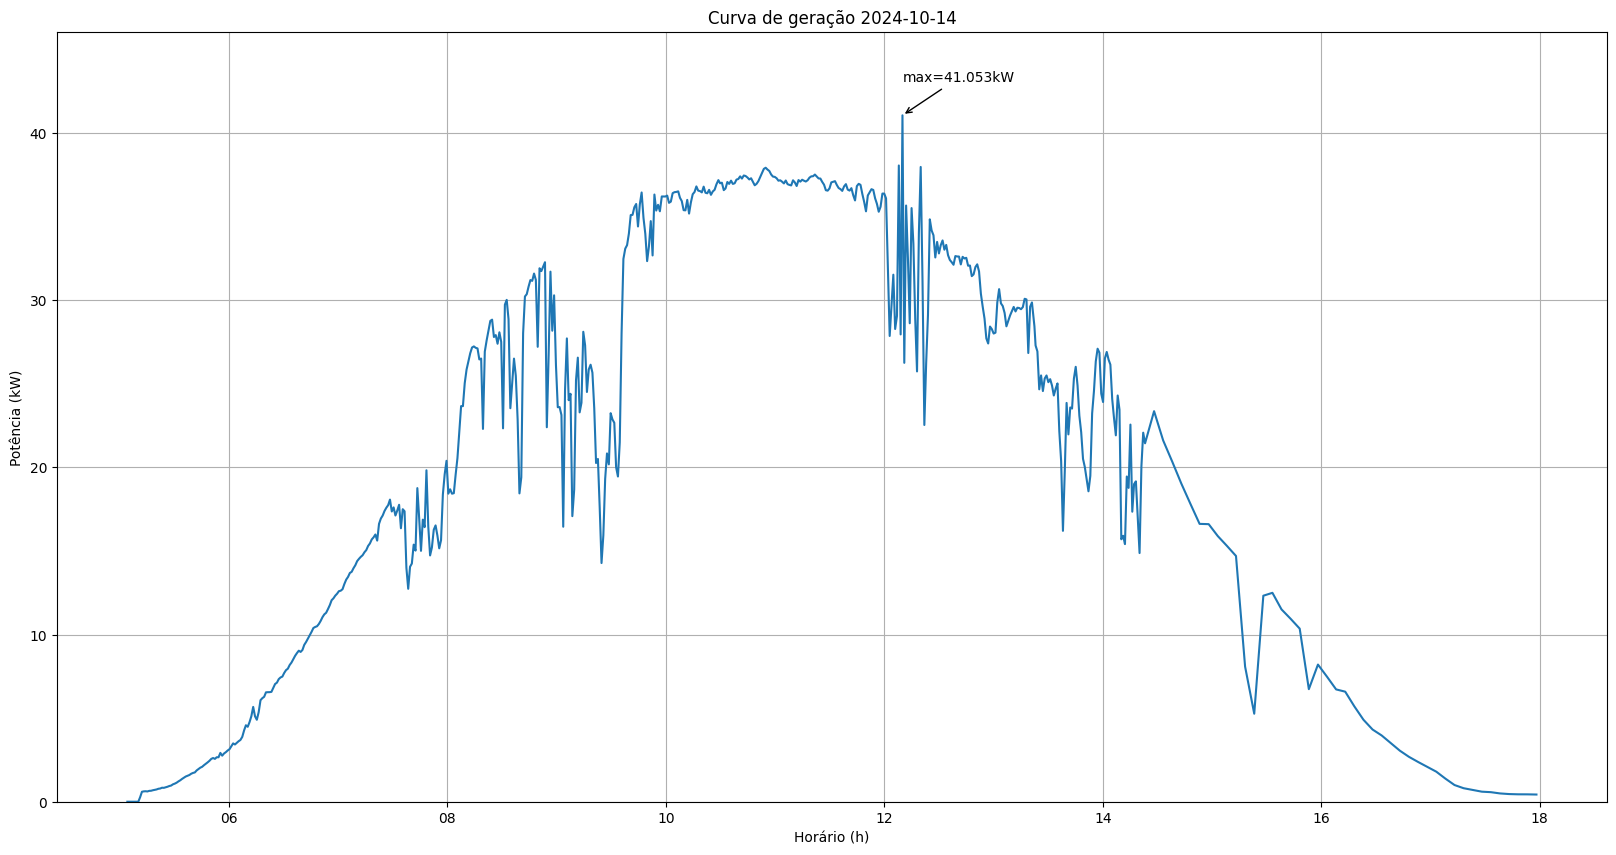 Curva de geração 2024-10-14
max=41.053kW
Potência (kW)
40
30
20
10
0
06 08 10 12 14 16 18
Horário (h)